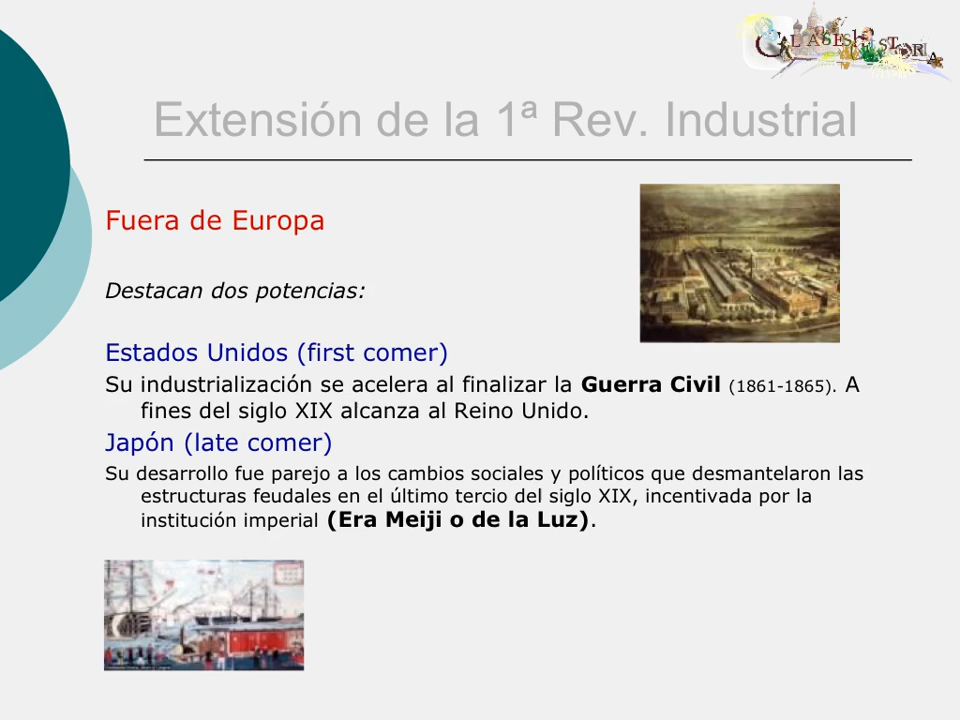 CLASES HISTORIA
Extensión de la 1ª Rev. Industrial
Fuera de Europa
Destacan dos potencias:
Estados Unidos (first comer)
Su industrialización se acelera al finalizar la Guerra Civil (1861-1865). A
fines del siglo XIX alcanza al Reino Unido.
Japón (late comer)
Su desarrollo fue parejo a los cambios sociales y políticos que desmantelaron las
estructuras feudales en el último tercio del siglo XIX, incentivada por la
institución imperial (Era Meiji o de la Luz).